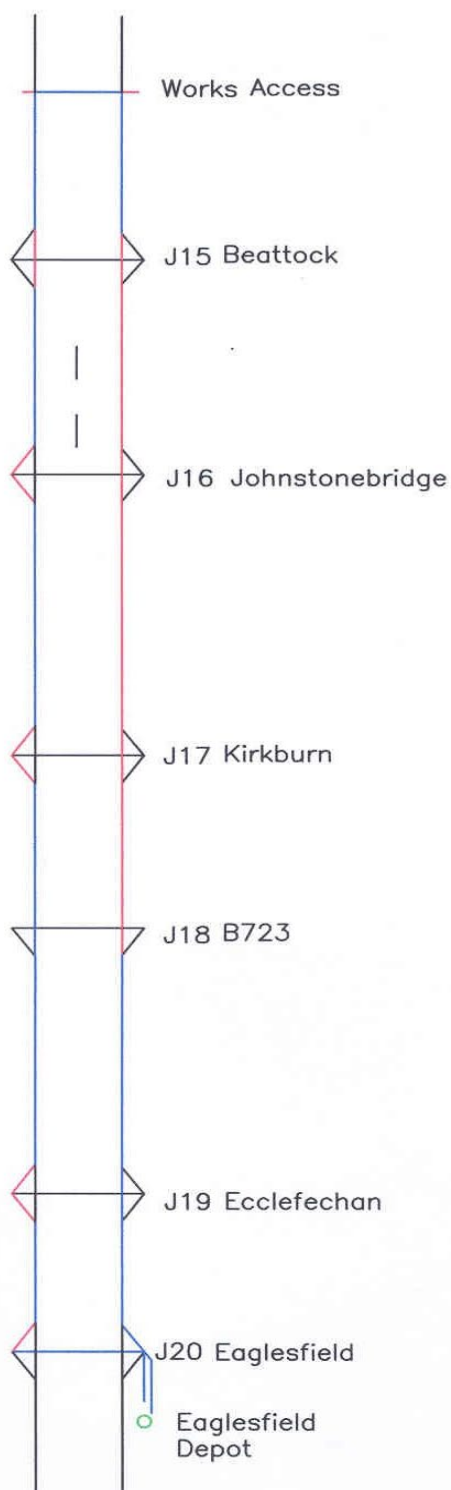 Works Access
J15 Beattock
J16 Johnstonebridge
J17 Kirkburn
J18 B723
J19 Ecclefechan
J20 Eaglesfield
Eaglesfield
Depot